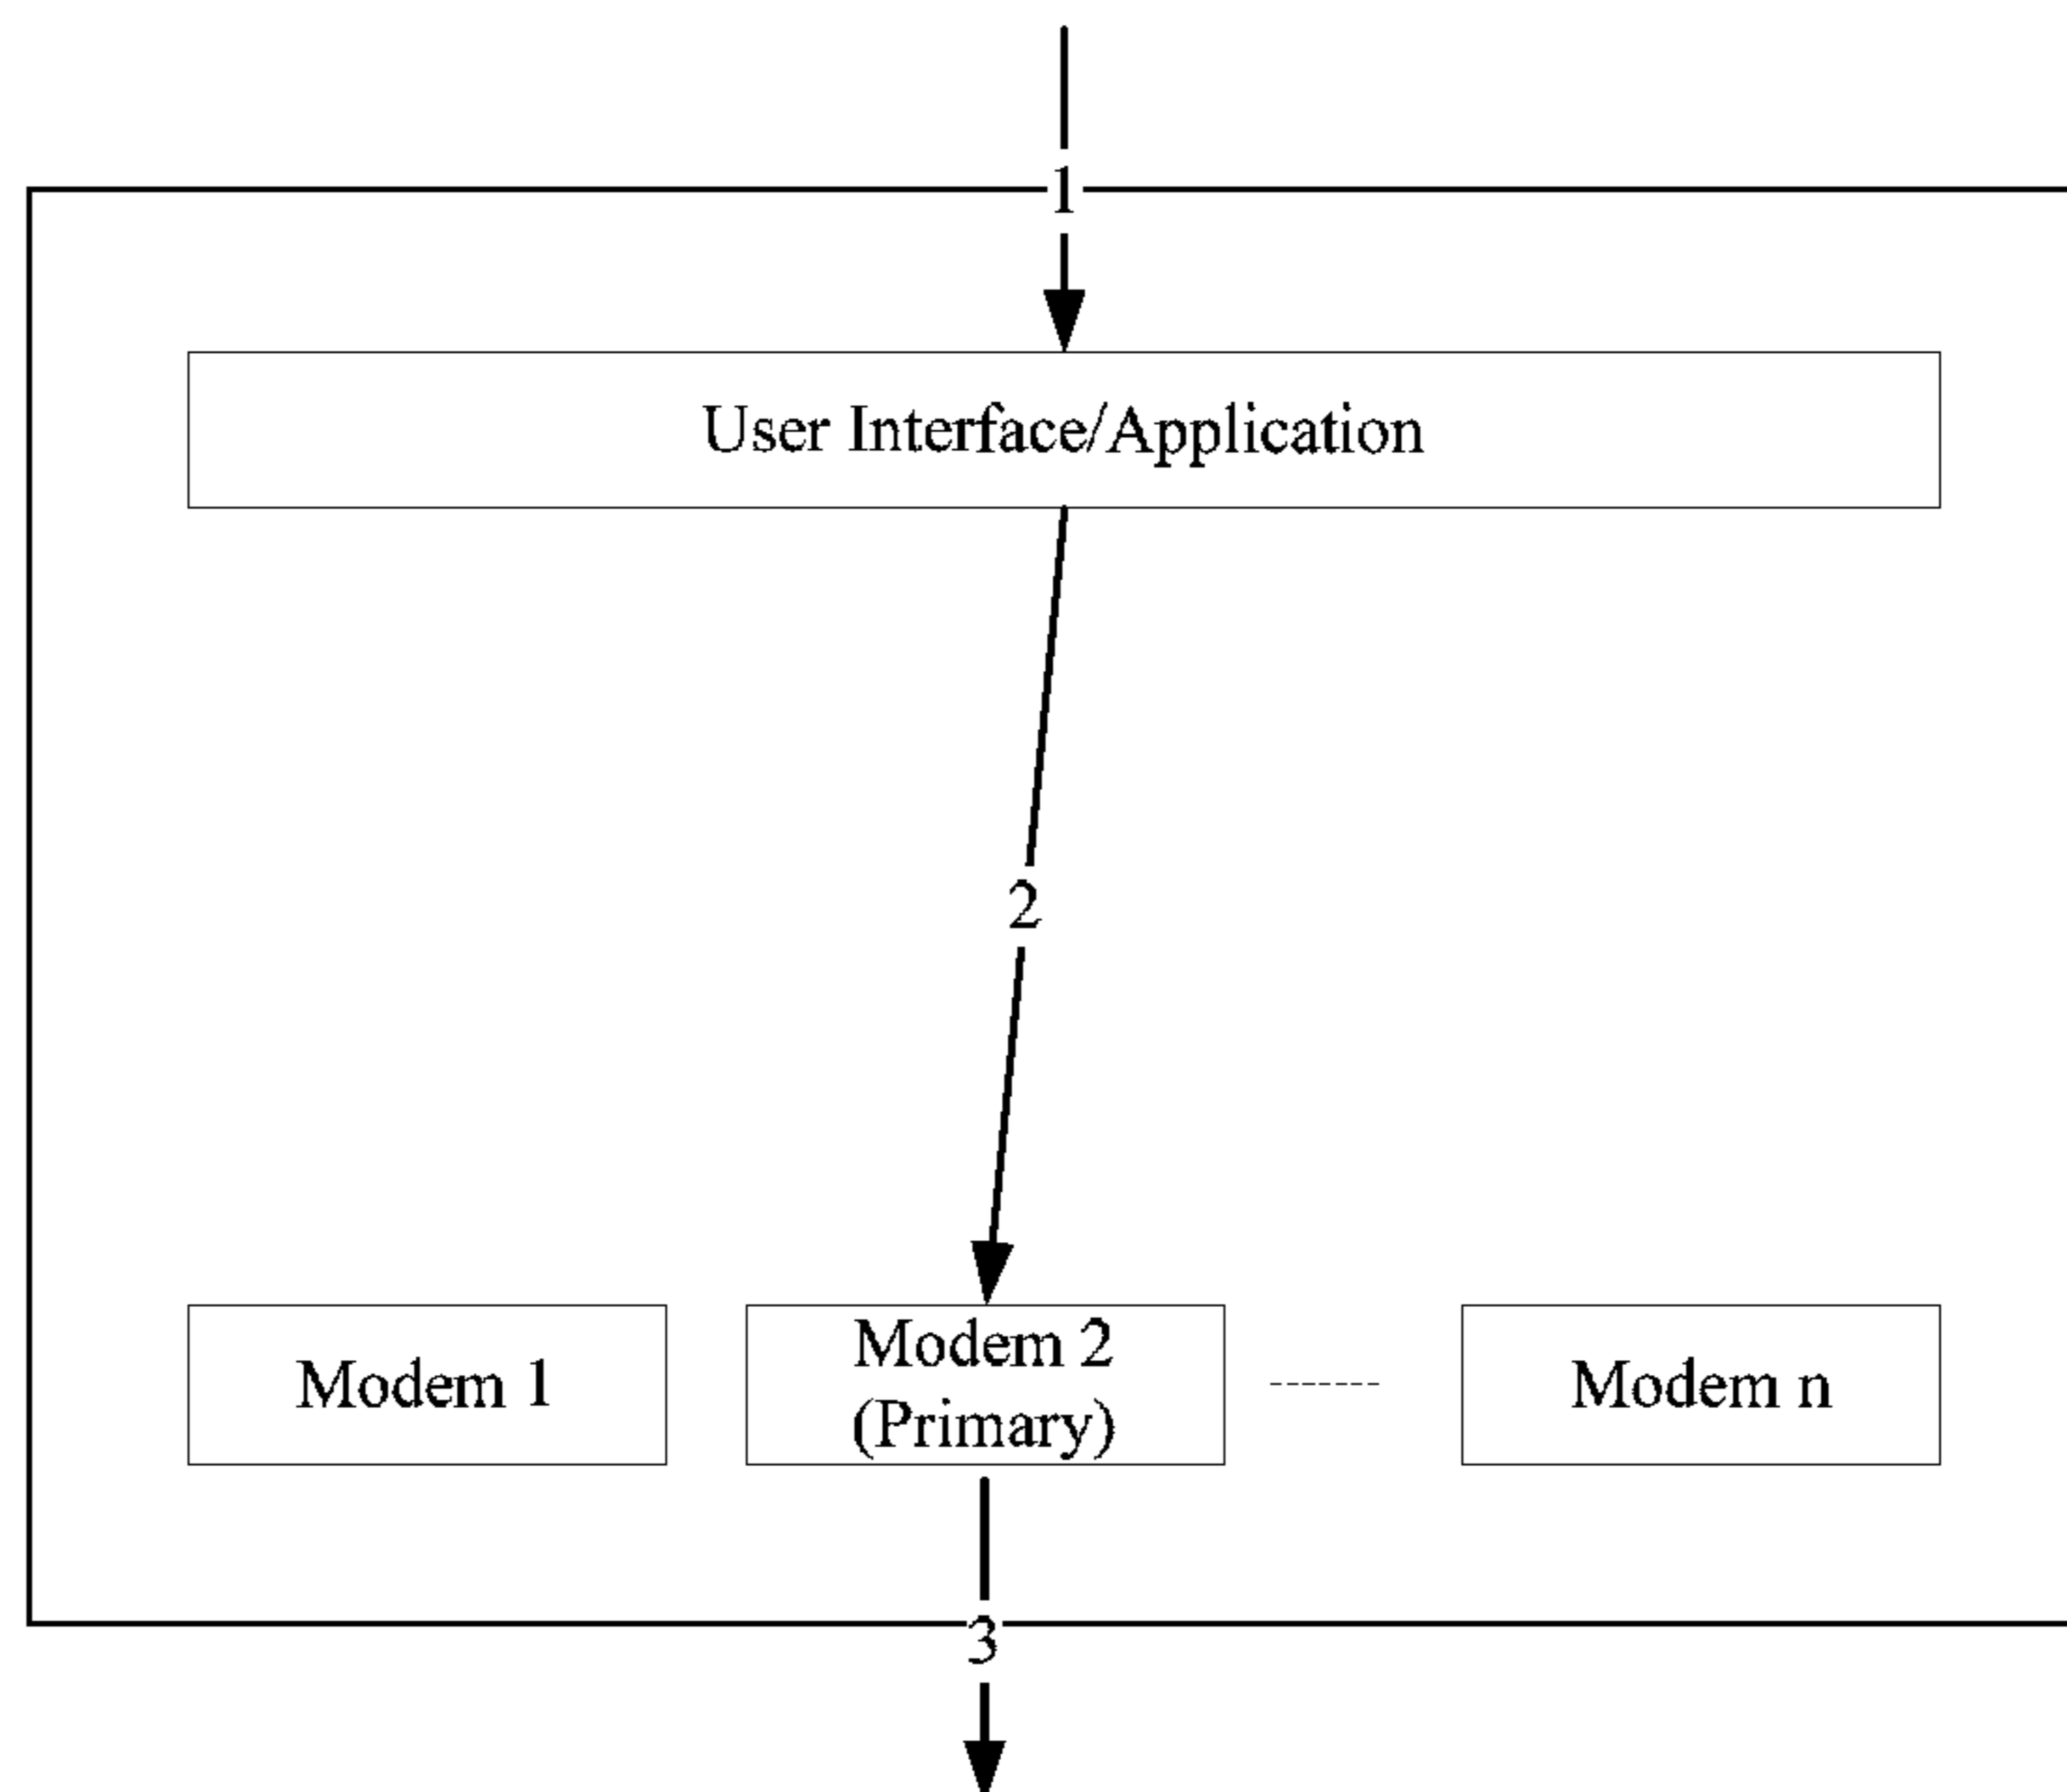 1
User Interface/Application
2
Modem 1
Modem 2
(Primary)
Modem n
3